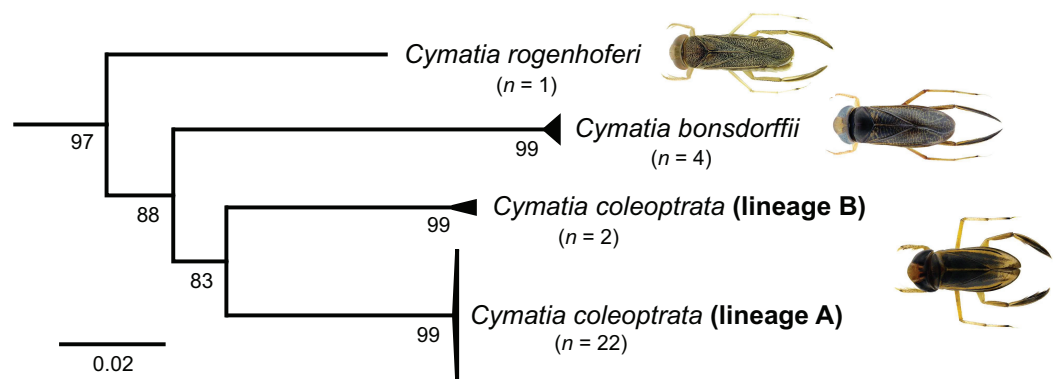 Cymatia rogenhoferi
(n = 1)
97
Cymatia bonsdorffii
99
(n = 4)
88
Cymatia coleoptrata (lineage B)
99
(n = 2)
83
Cymatia coleoptrata (lineage A)
99
(n = 22)
0.02